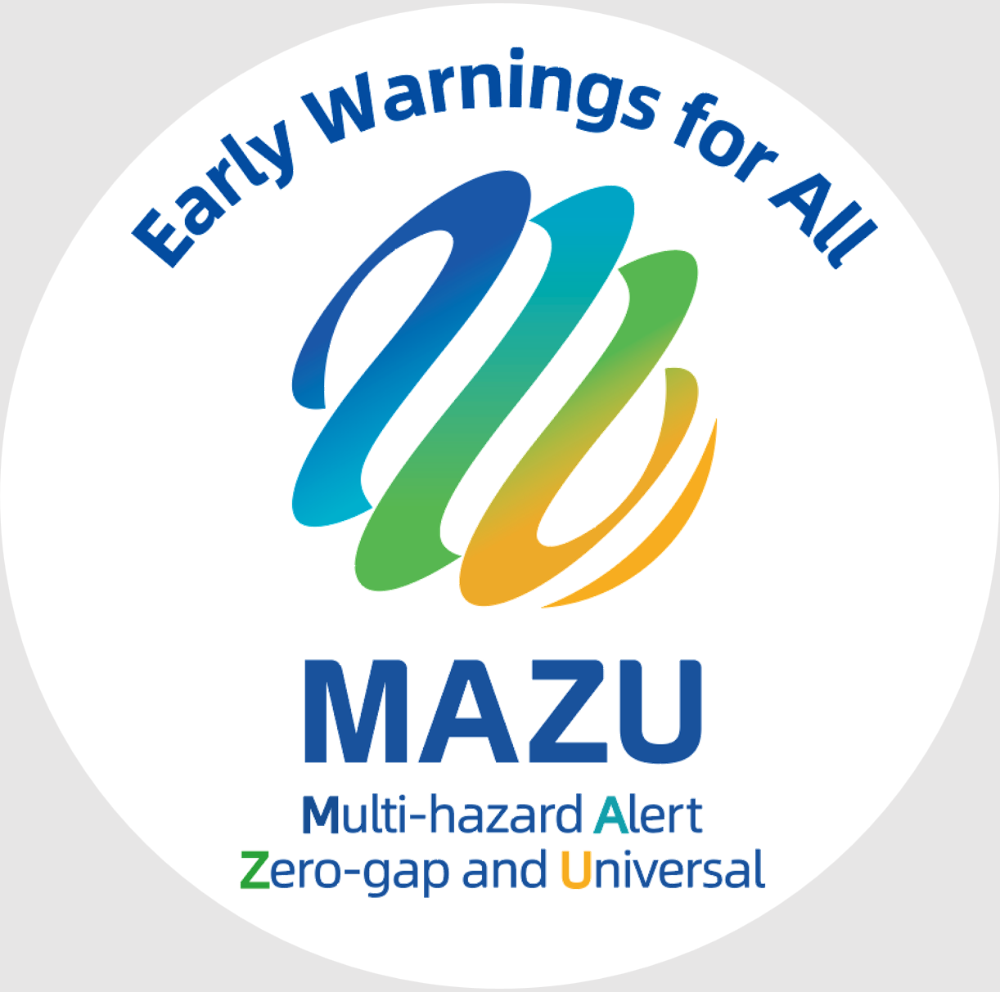 Early Warnings for All
MAZU
Multi-hazard Alert
Zero-gap and Universal